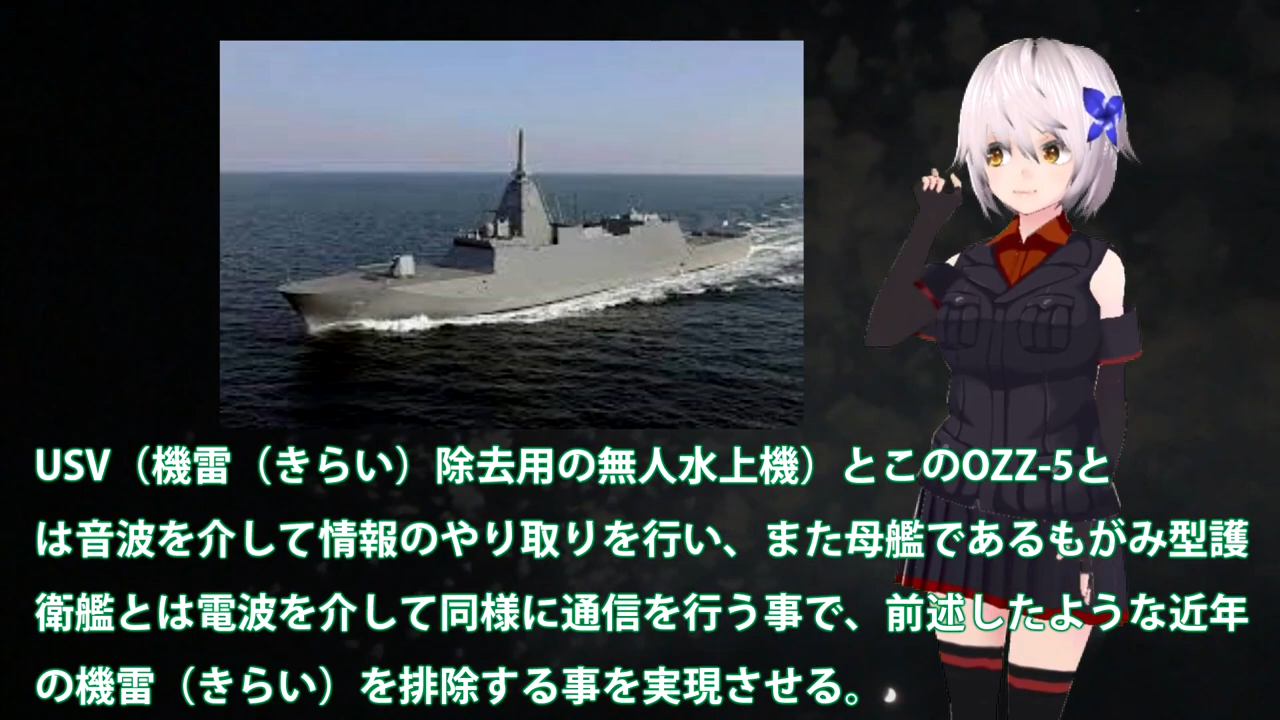 USV（機雷（きらい）除去用の無人水上機）とこのOZZ-5と
は音波を介して情報のやり取りを行い、また母艦であるもがみ型護
衛艦とは電波を介して同様に通信を行う事で、前述したような近年
の機雷（きらい）を排除する事を実現させる。